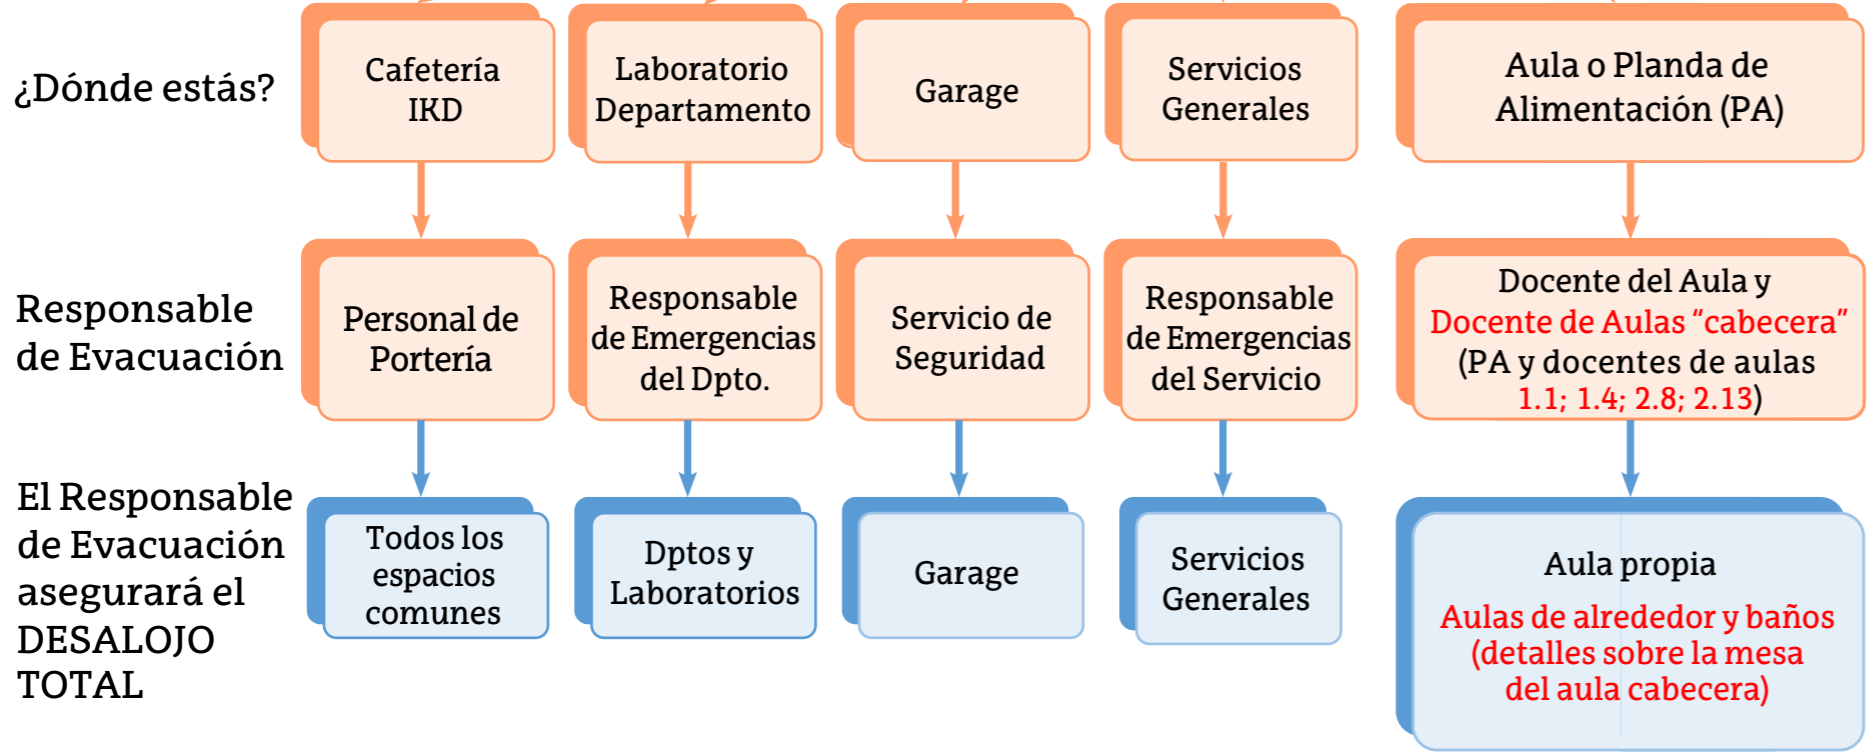 ¿Dónde estás?
Cafetería
IKD
Laboratorio
Departamento
Garage
Servicios
Generales
Aula o Planda de
Alimentación (PA)
Responsable
de Evacuación
Personal de
Portería
Responsable
de Emergencias
del Dpto.
Servicio de
Seguridad
Responsable
de Emergencias
del Servicio
Docente del Aula y
Docente de Aulas “cabecera”
(PA y docentes de aulas
1.1; 1.4; 2.8; 2.13)
El Responsable
de Evacuación
asegurará el
DESALOJO
TOTAL
Todos los
espacios
comunes
Dptos y
Laboratorios
Garage
Servicios
Generales
Aula propia
Aulas de alrededor y baños
(detalles sobre la mesa
del aula cabecera)